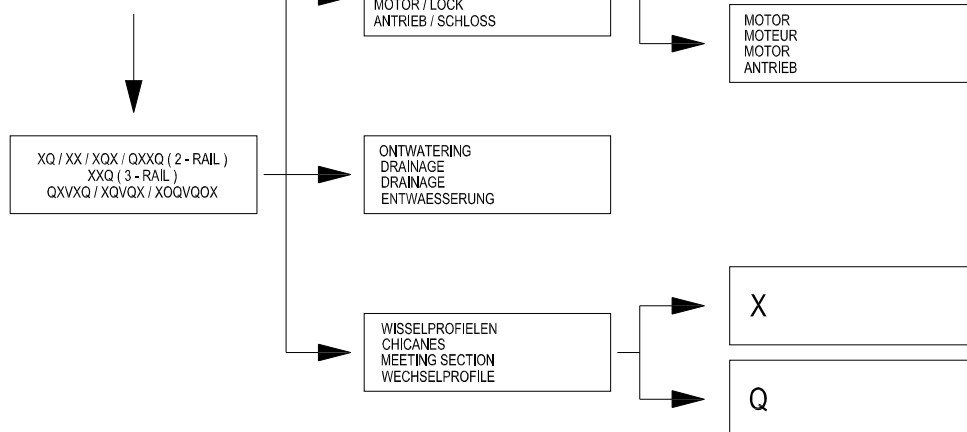 MOTOR / LOCK
ANTRIEB / SCHLOSS
MOTOR
MOTEUR
MOTOR
ANTRIEB
XQ / XX / XQX / QXXQ ( 2 - RAIL )
XXQ ( 3 - RAIL )
QXVXQ / XQVQX / XOQVQOX
ONTWATERING
DRAINAGE
DRAINAGE
ENTWAESSERUNG
WISSELPROFIELEN
CHICANES
MEETING SECTION
WECHSELPROFILE
X
Q